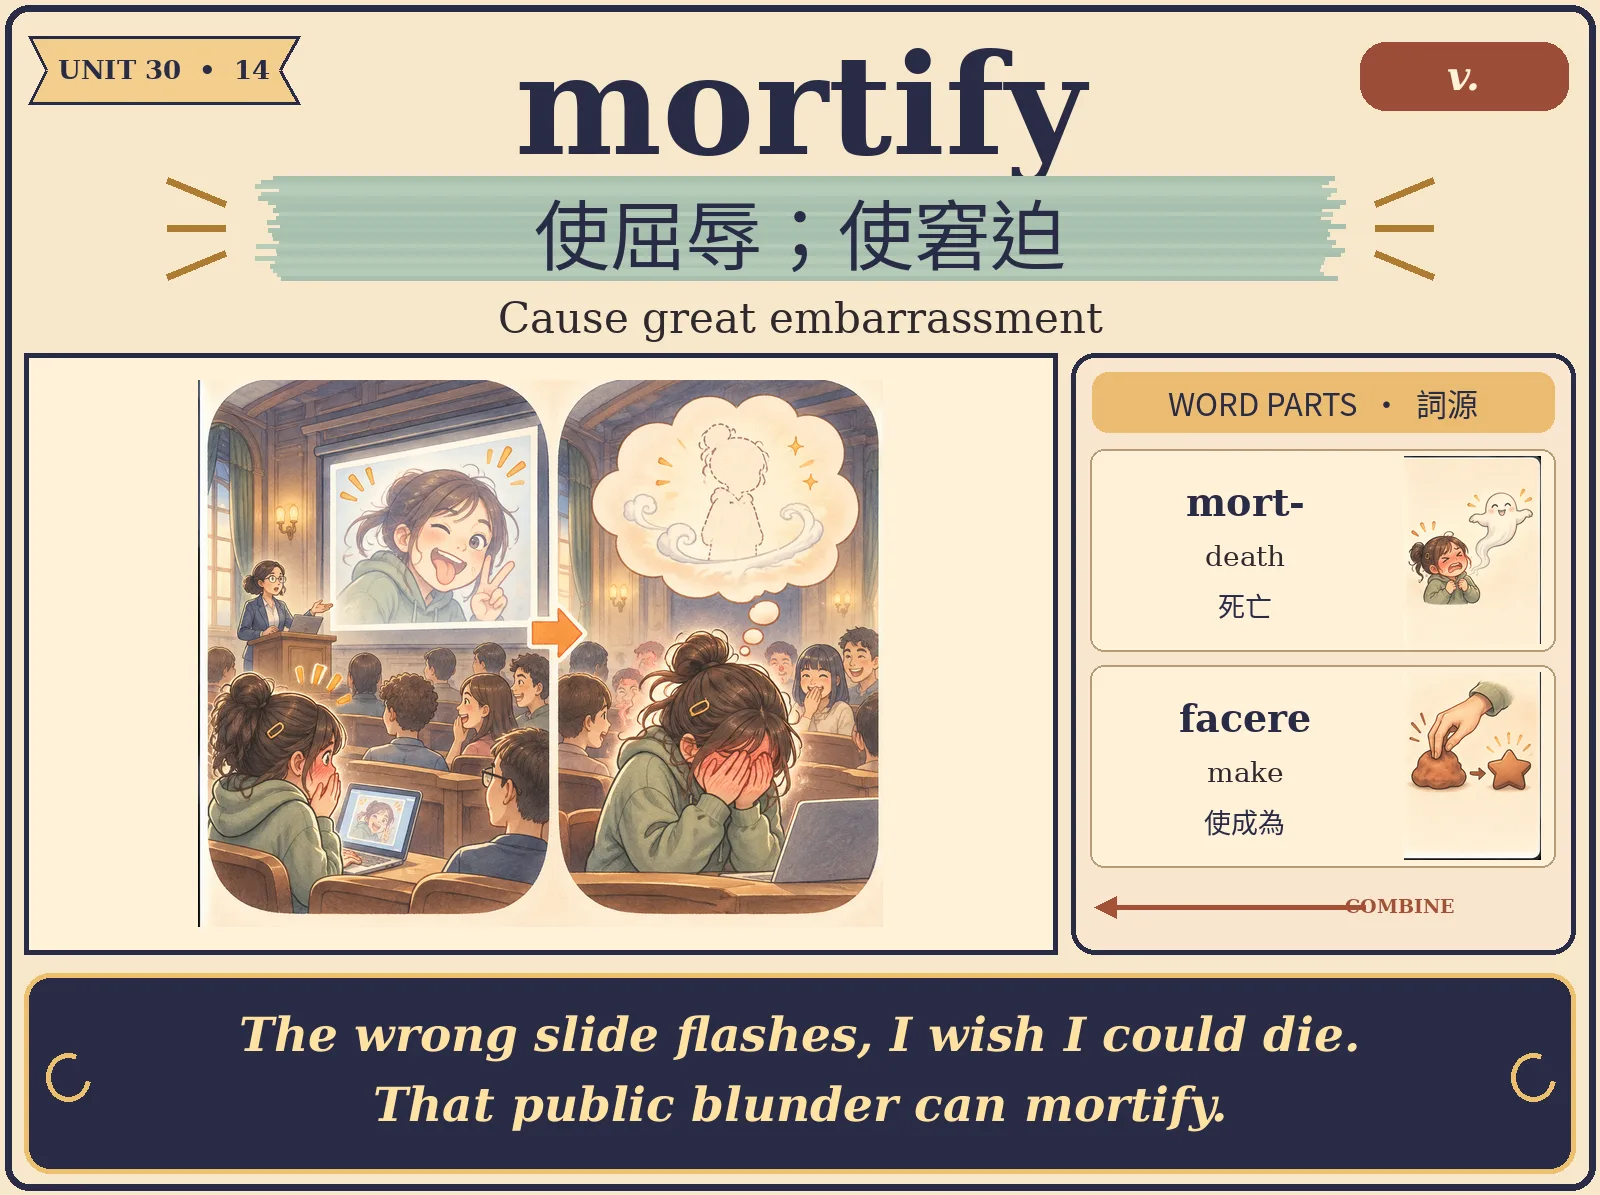 UNIT 30 • 14
mortify
v.
使屈辱；使窘迫
Cause great embarrassment
WORD PARTS • 詞源
mort-
death
死亡
facere
make
使成為
COMBINE
The wrong slide flashes, I wish I could die.
That public blunder can mortify.